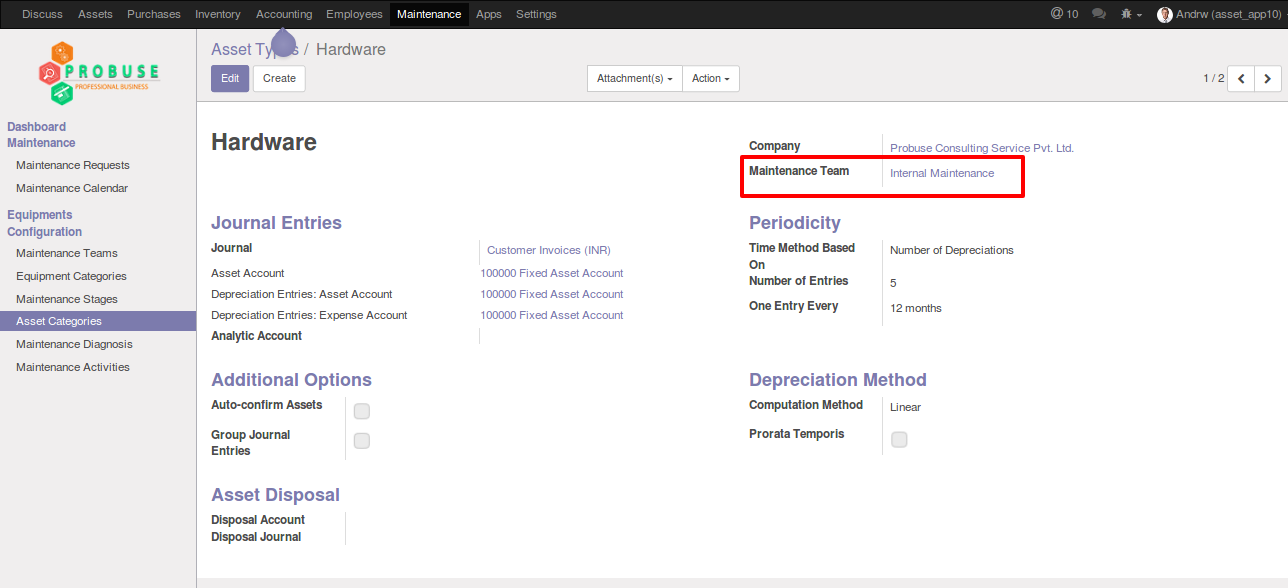 Discuss Assets Purchases Inventory Accounting Employees Maintenance Apps Settings @ 10 Andrw (asset_app10)
PROBUSE
PROFESSIONAL BUSINESS
Asset Types / Hardware
Edit Create Attachment(s) Action 1 / 2
Dashboard
Maintenance
Maintenance Requests
Maintenance Calendar
Equipments
Configuration
Maintenance Teams
Equipment Categories
Maintenance Stages
Asset Categories
Maintenance Diagnosis
Maintenance Activities
Hardware
Company Probuse Consulting Service Pvt. Ltd.
Maintenance Team Internal Maintenance
Journal Entries
Journal Customer Invoices (INR)
Asset Account 100000 Fixed Asset Account
Depreciation Entries: Asset Account 100000 Fixed Asset Account
Depreciation Entries: Expense Account 100000 Fixed Asset Account
Analytic Account
Periodicity
Time Method Based On Number of Depreciations
Number of Entries 5
One Entry Every 12 months
Additional Options
Auto-confirm Assets
Group Journal
Entries
Depreciation Method
Computation Method Linear
Prorata Temporis
Asset Disposal
Disposal Account
Disposal Journal